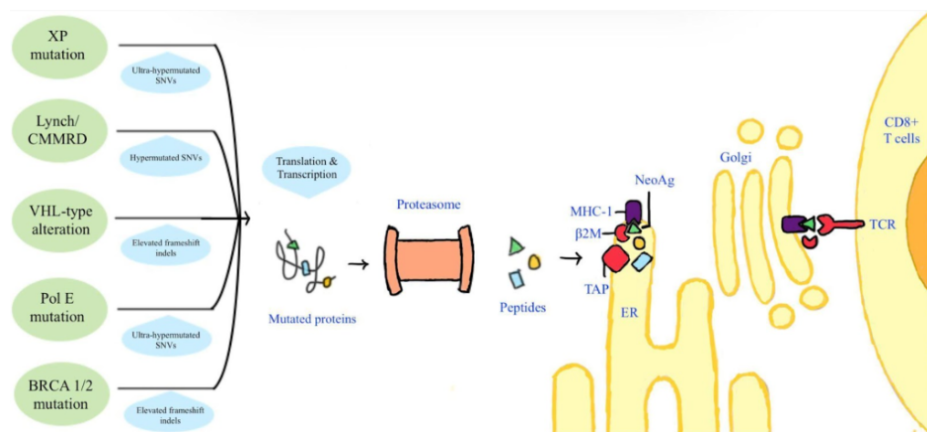 XP
mutation
Ultra-hypermutated
SNVs
Lynch/
CMMRD
Hypermutated SNVs
VHL-type
alteration
Elevated frameshift
indels
Pol E
mutation
Ultra-hypermutated
SNVs
BRCA 1/2
mutation
Elevated frameshift
indels
Translation &
Transcription
Mutated proteins
Proteasome
Peptides
MHC-1
β2M
TAP
NeoAg
ER
Golgi
CD8+
T cells
TCR